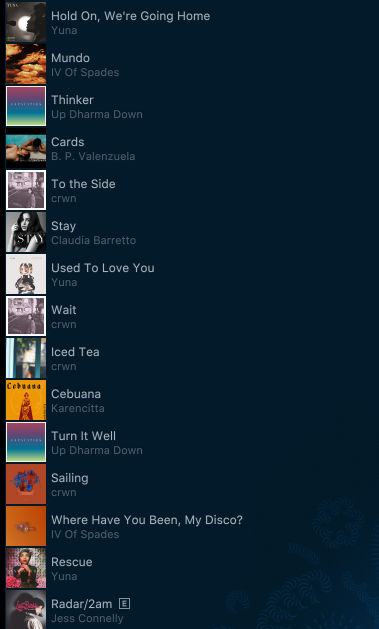 YUNA
Hold On, We're Going Home
Yuna
Mundo
IV Of Spades
Thinker
Up Dharma Down
Cards
B. P. Valenzuela
To the Side
crwn
STAY
Stay
Claudia Barretto
Used To Love You
Yuna
Wait
crwn
Iced Tea
crwn
Cebuana
Cebuana
Karencitta
Turn It Well
Up Dharma Down
Sailing
crwn
Where Have You Been, My Disco?
IV Of Spades
Rescue
Yuna
Radar/2am E
Jess Connelly